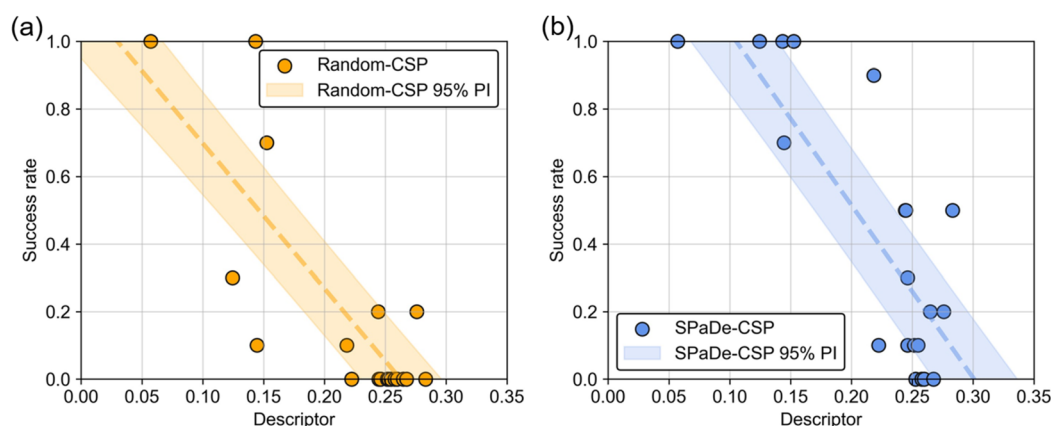 (a)
Success rate
1.0
0.8
0.6
0.4
0.2
0.0
Random-CSP
Random-CSP 95% PI
0.00 0.05 0.10 0.15 0.20 0.25 0.30 0.35
Descriptor
(b)
Success rate
1.0
0.8
0.6
0.4
0.2
0.0
SPaDe-CSP
SPaDe-CSP 95% PI
0.00 0.05 0.10 0.15 0.20 0.25 0.30 0.35
Descriptor